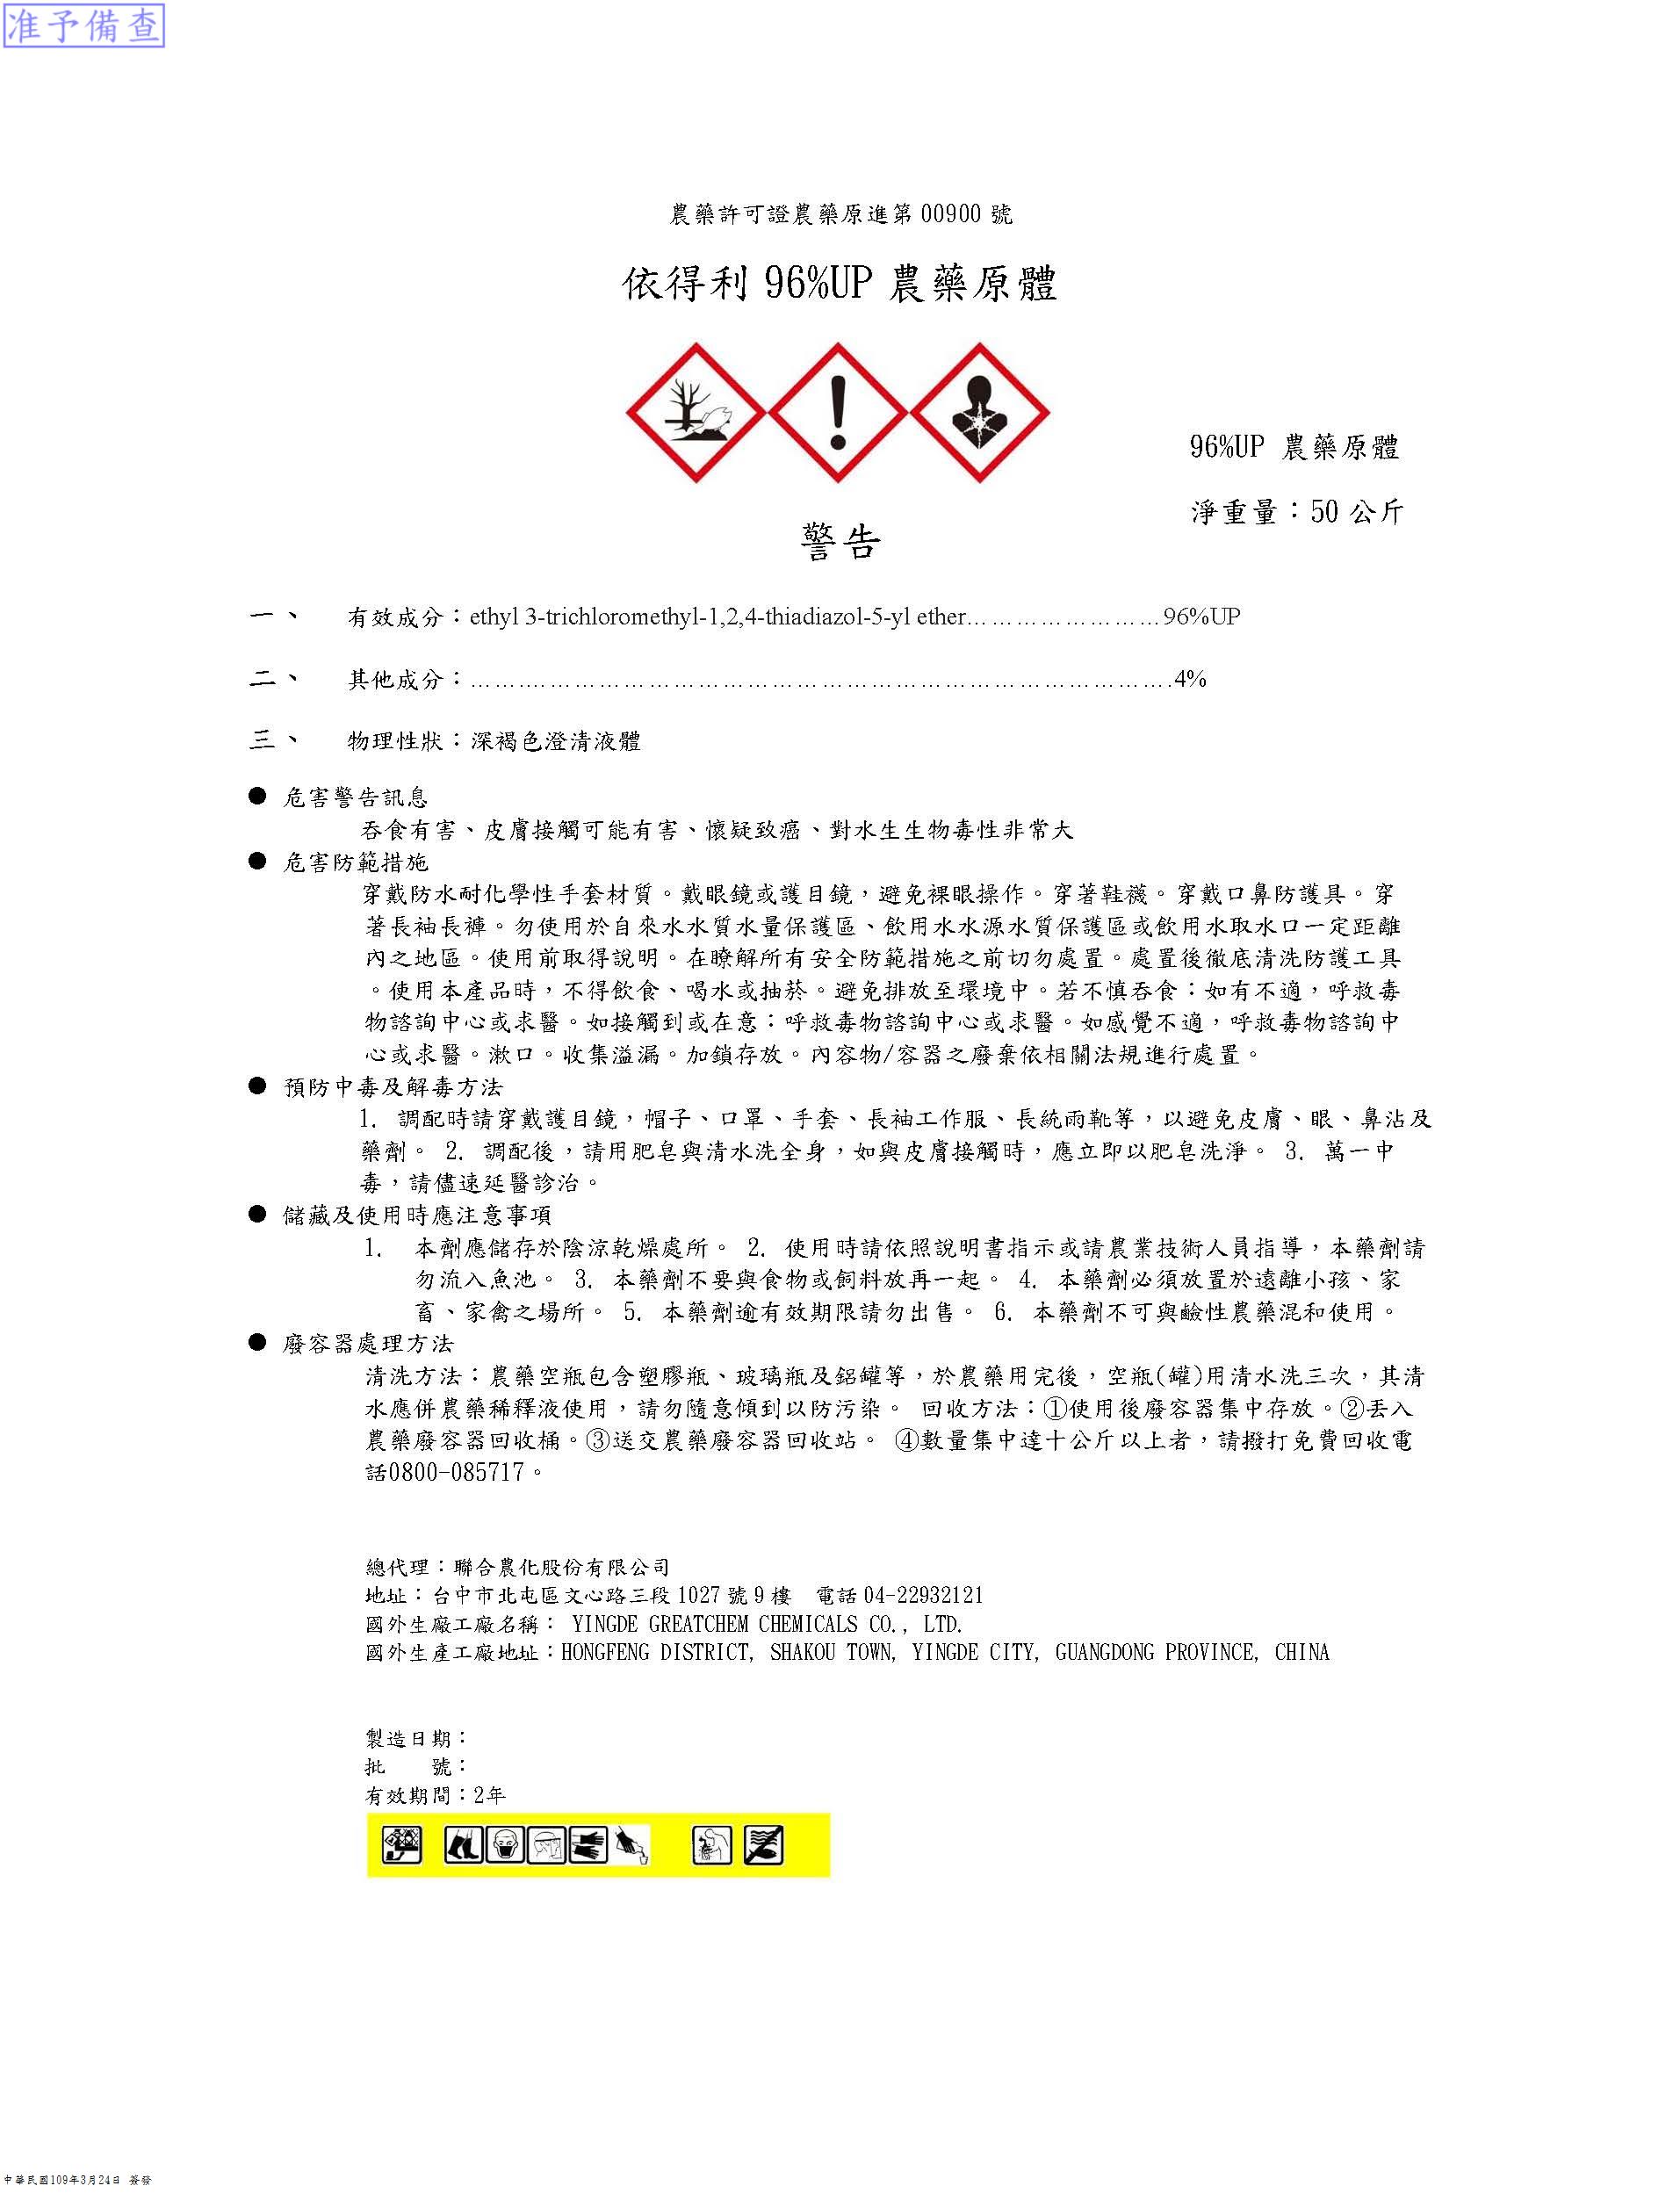 准予備查
農藥許可證農藥原進第 00900 號
依得利 96%UP 農藥原體
96%UP 農藥原體
淨重量：50 公斤
警告
一、 有效成分：ethyl 3-trichloromethyl-1,2,4-thiadiazol-5-yl ether……………………96%UP
二、 其他成分：…………………………………………………………………………….4%
三、 物理性狀：深褐色澄清液體
● 危害警告訊息
吞食有害、皮膚接觸可能有害、懷疑致癌、對水生生物毒性非常大
● 危害防範措施
穿戴防水耐化學性手套材質。戴眼鏡或護目鏡，避免裸眼操作。穿著鞋襪。穿戴口鼻防護具。穿
著長袖長褲。勿使用於自來水水質水量保護區、飲用水水源水質保護區或飲用水取水口一定距離
內之地區。使用前取得說明。在瞭解所有安全防範措施之前切勿處置。處置後徹底清洗防護工具
。使用本產品時，不得飲食、喝水或抽菸。避免排放至環境中。若不慎吞食：如有不適，呼救毒
物諮詢中心或求醫。如接觸到或在意：呼救毒物諮詢中心或求醫。如感覺不適，呼救毒物諮詢中
心或求醫。漱口。收集溢漏。加鎖存放。內容物/容器之廢棄依相關法規進行處置。
● 預防中毒及解毒方法
1. 調配時請穿戴護目鏡，帽子、口罩、手套、長袖工作服、長統雨靴等，以避免皮膚、眼、鼻沾及
藥劑。 2. 調配後，請用肥皂與清水洗全身，如與皮膚接觸時，應立即以肥皂洗淨。 3. 萬一中
毒，請儘速延醫診治。
● 儲藏及使用時應注意事項
1. 本劑應儲存於陰涼乾燥處所。 2. 使用時請依照說明書指示或請農業技術人員指導，本藥劑請
勿流入魚池。 3. 本藥劑不要與食物或飼料放再一起。 4. 本藥劑必須放置於遠離小孩、家
畜、家禽之場所。 5. 本藥劑逾有效期限請勿出售。 6. 本藥劑不可與鹼性農藥混和使用。
● 廢容器處理方法
清洗方法：農藥空瓶包含塑膠瓶、玻璃瓶及鋁罐等，於農藥用完後，空瓶(罐)用清水洗三次，其清
水應併農藥稀釋液使用，請勿隨意傾到以防污染。 回收方法：①使用後廢容器集中存放。②丟入
農藥廢容器回收桶。③送交農藥廢容器回收站。 ④數量集中達十公斤以上者，請撥打免費回收電
話0800-085717。
總代理：聯合農化股份有限公司
地址：台中市北屯區文心路三段 1027 號 9 樓 電話 04-22932121
國外生廠工廠名稱： YINGDE GREATCHEM CHEMICALS CO., LTD.
國外生產工廠地址：HONGFENG DISTRICT, SHAKOU TOWN, YINGDE CITY, GUANGDONG PROVINCE, CHINA
製造日期：
批 號：
有效期間：2年
中華民國109年3月24日 簽發